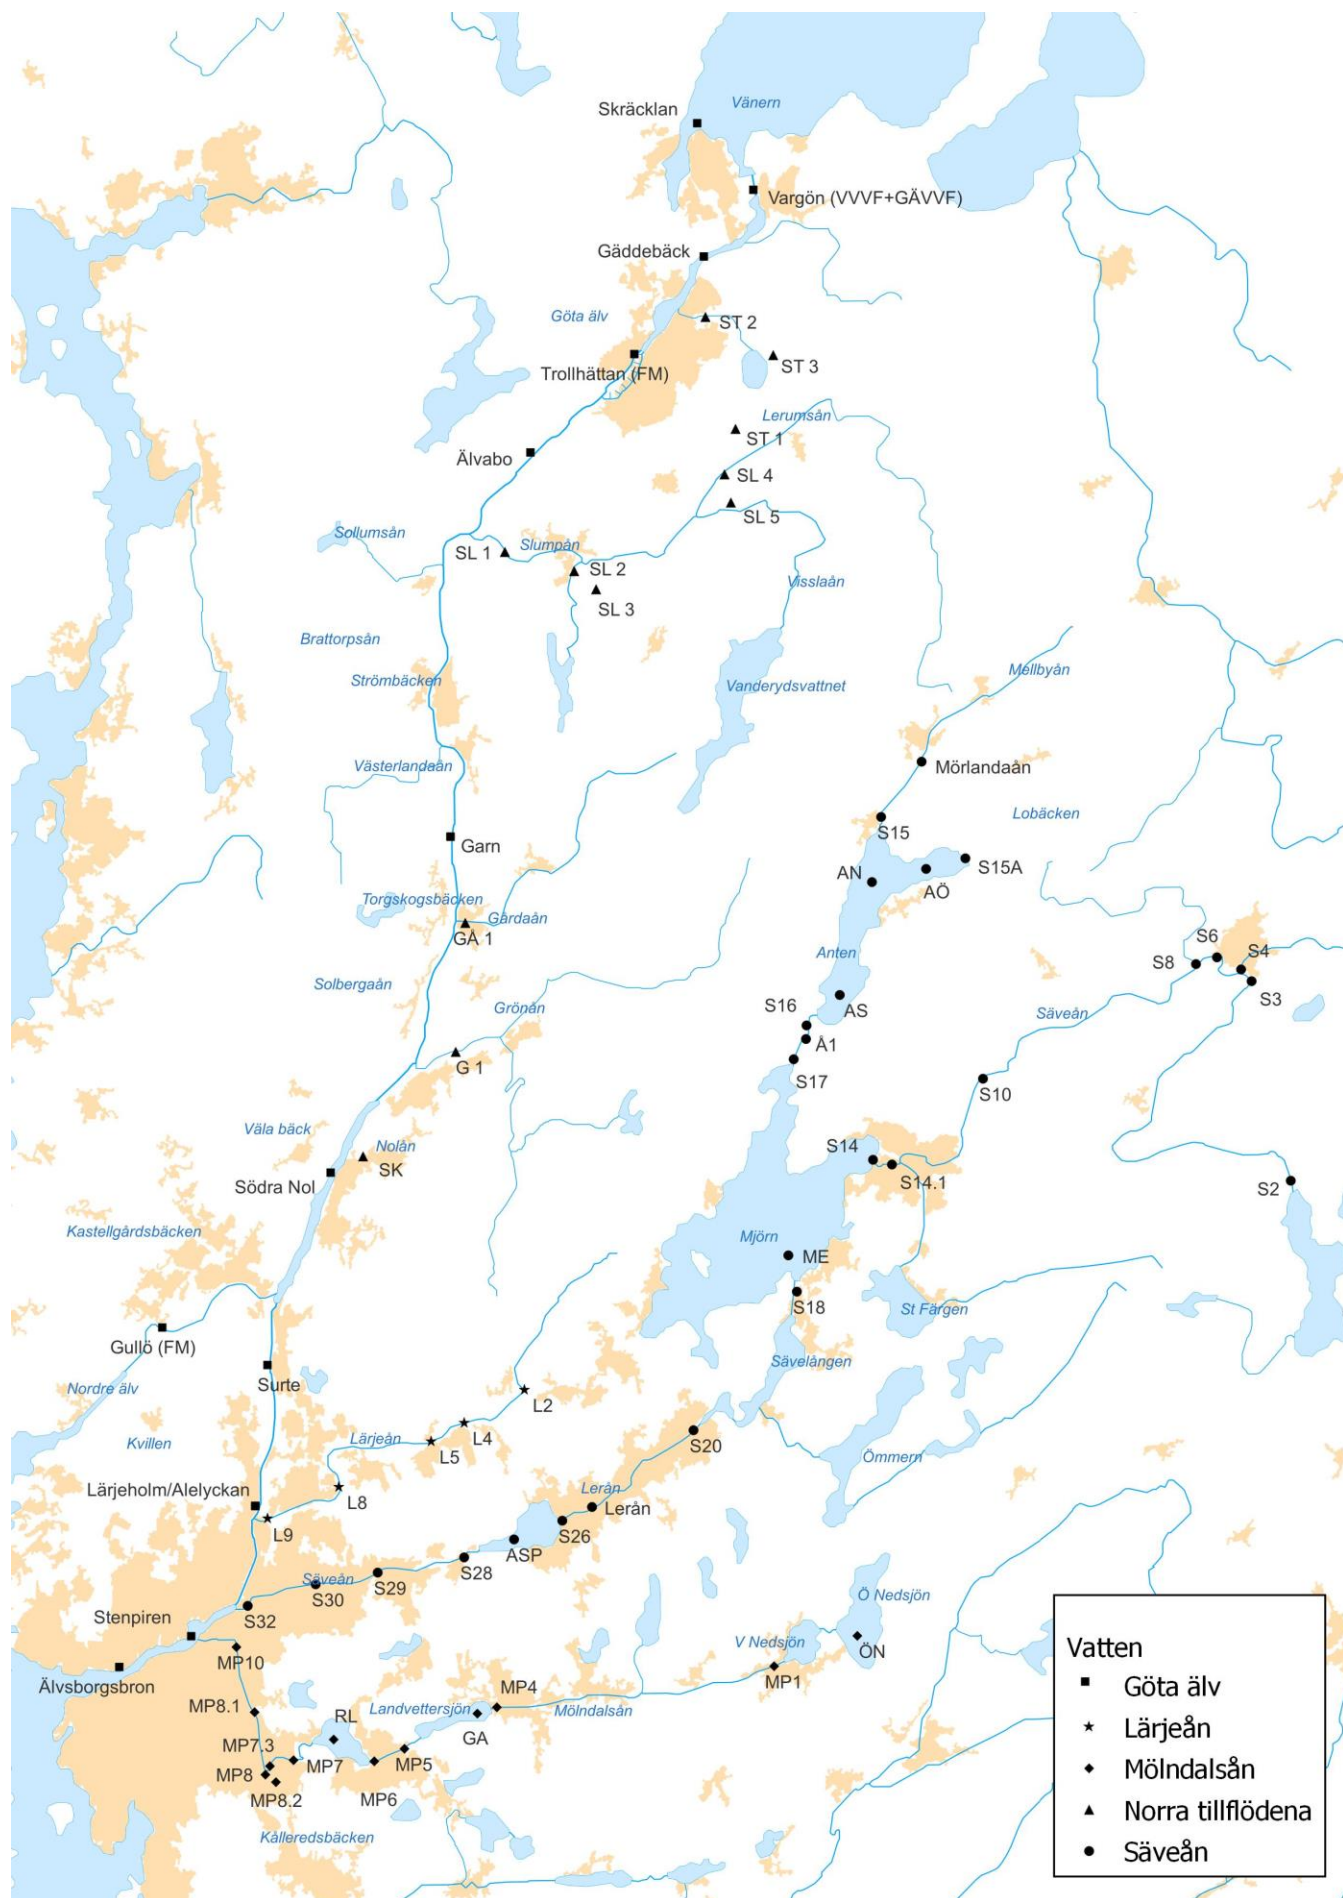 Skräcklan
Vänern
Vargön (VVVF+GÄVVF)
Gäddebäck
Göta älv
ST 2
ST 3
Trollhättan (FM)
Lerumsån
ST 1
Älvabo
SL 4
SL 5
Sollumsån
SL 1
Slumpån
SL 2
SL 3
Visslaån
Brattorpsån
Strömbäcken
Vanderydsvattnet
Mellbyån
Västerlandaån
Mörlandaån
Lobäcken
S15
Garn
AN
AÖ
S15A
Torgskogsbäcken
Gårdaån
GÅ 1
Anten
S6
S8
S4
S3
Solbergaån
Grönån
AS
S16
Å1
Säveån
G 1
S17
S10
Väla bäck
Nolån
SK
S14
S14.1
Södra Nol
S2
Kastellgårdsbäcken
Mjörn
ME
S18
St Färgen
Gullö (FM)
Surte
Sävelången
Nordre älv
L2
Kvillen
Lärjeån
L4
L5
S20
Ömmern
L8
Lerån
Lerån
Lärjeholm/Alelyckan
L9
S26
ASP
S28
Säveån
S29
S30
S32
Ö Nedsjön
Stenpiren
V Nedsjön
ÖN
MP10
MP1
Älvsborgsbron
MP8.1
Landvettersjön
MP4
Mölndalsån
RL
GA
MP7.3
MP7
MP5
MP8
MP8.2
MP6
Kålleredsbäcken
Vatten
Göta älv
Lärjeån
Mölndalsån
Norra tillflödena
Säveån